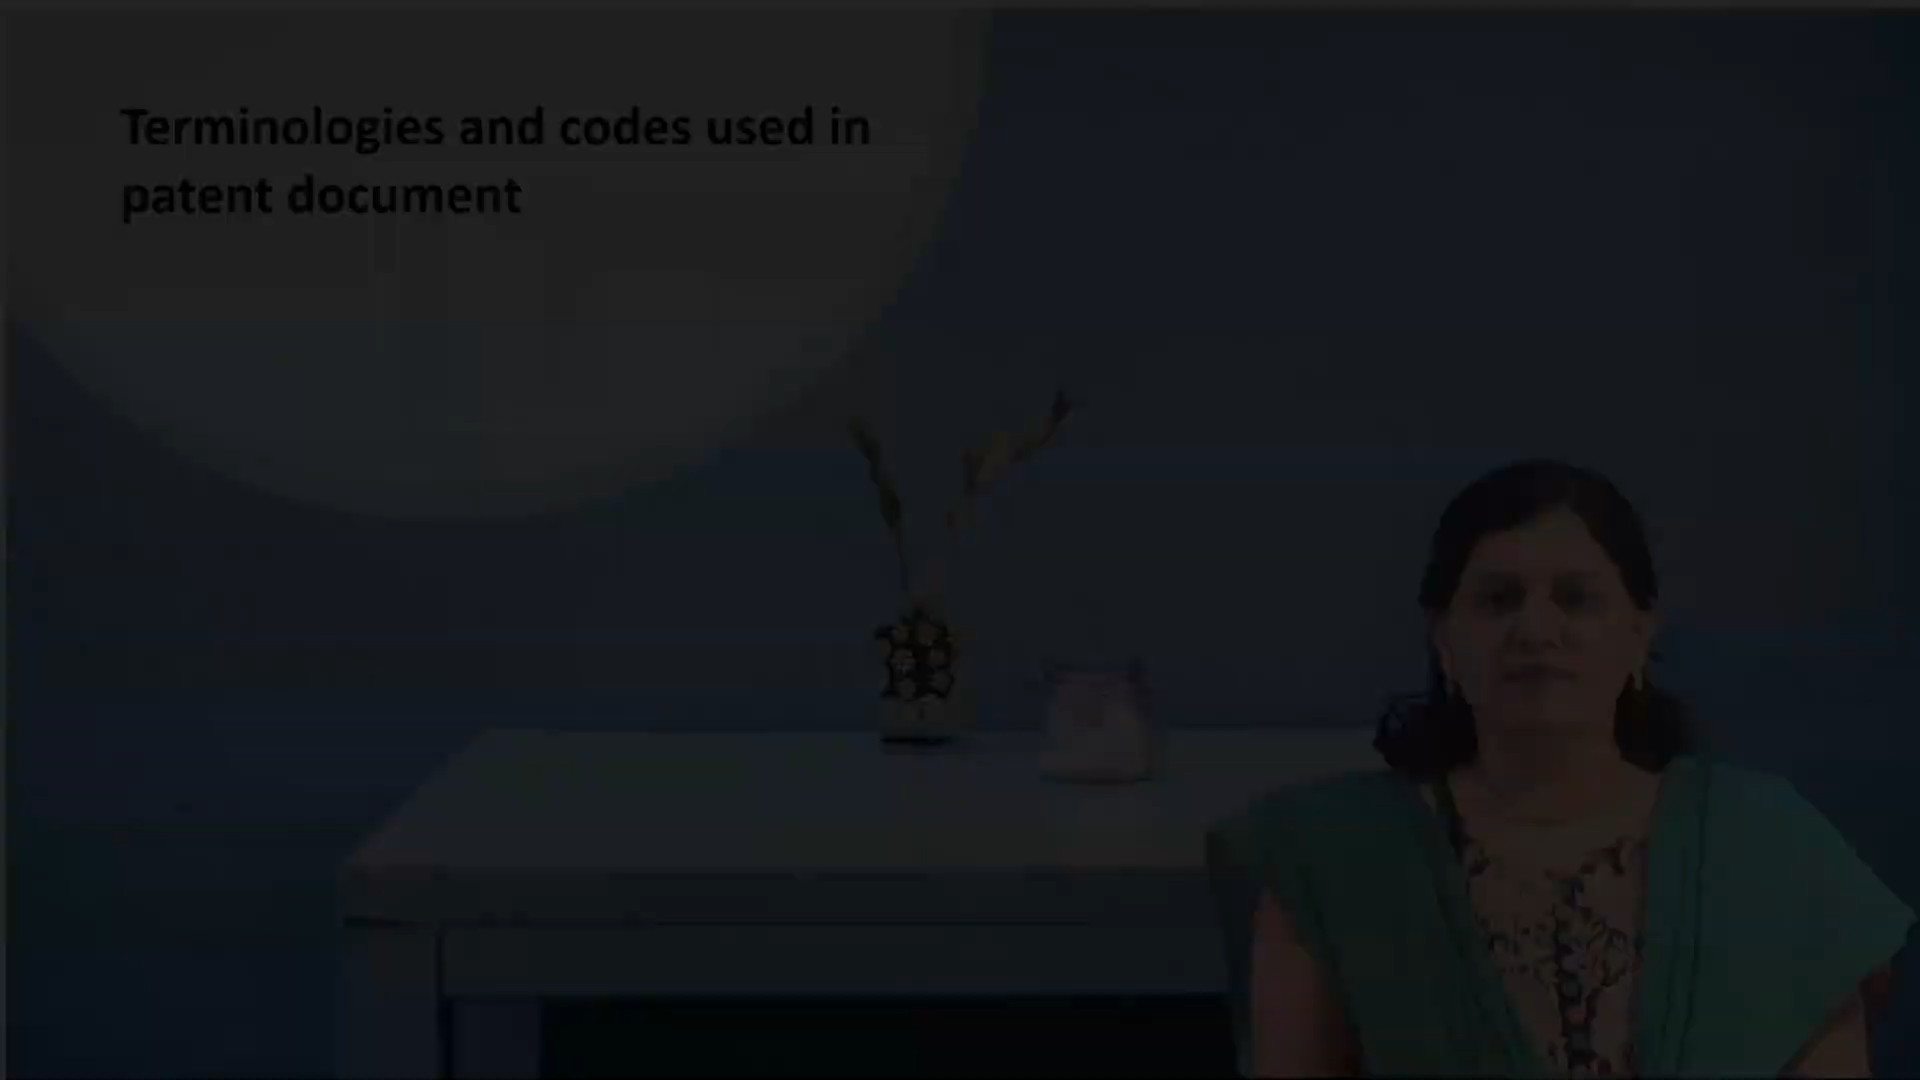 Terminologies and codes used in
patent document